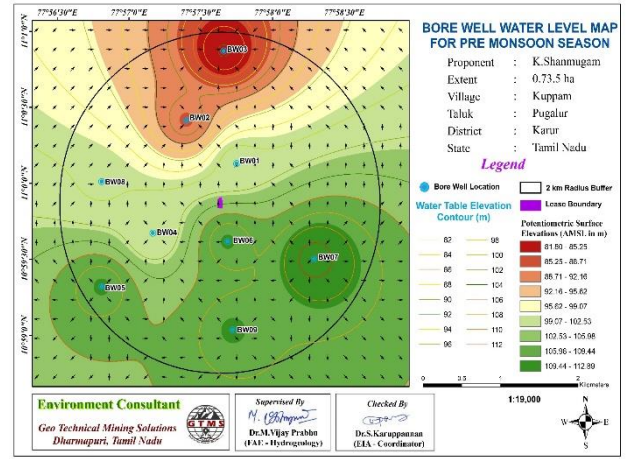 77°56'30"E 77°57'0"E 77°57'30"E 77°58'0"E 77°58'30"E
BW03
BW02
BW01
BW08
BW04
BW06
BW07
BW05
BW09
BORE WELL WATER LEVEL MAP
FOR PRE MONSOON SEASON
Proponent : K.Shanmugam
Extent : 0.73.5 ha
Village : Kuppam
Taluk : Pugalur
District : Karur
State : Tamil Nadu
Legend
Bore Well Location
2 km Radius Buffer
Lease Boundary
Water Table Elevation
Contour (m)
82 98
84 100
86 102
88 104
90 106
92 108
94 110
96 112
Potentiometric Surface
Elevations (AMSL in m)
81.80 - 85.25
85.25 - 88.71
88.71 - 92.16
92.16 - 95.62
95.62 - 99.07
99.07 - 102.53
102.53 - 105.98
105.98 - 109.44
109.44 - 112.89
0 0.5 1 2
Kilometers
1:19,000
N
W E
S
Environment Consultant
Geo Technical Mining Solutions
Dharmapuri, Tamil Nadu
GTMS
Supervised By
Dr.M.Vijay Prabhu
(FAE - Hydrogeology)
Checked By
Dr.S.Karuppannan
(EIA - Coordinator)